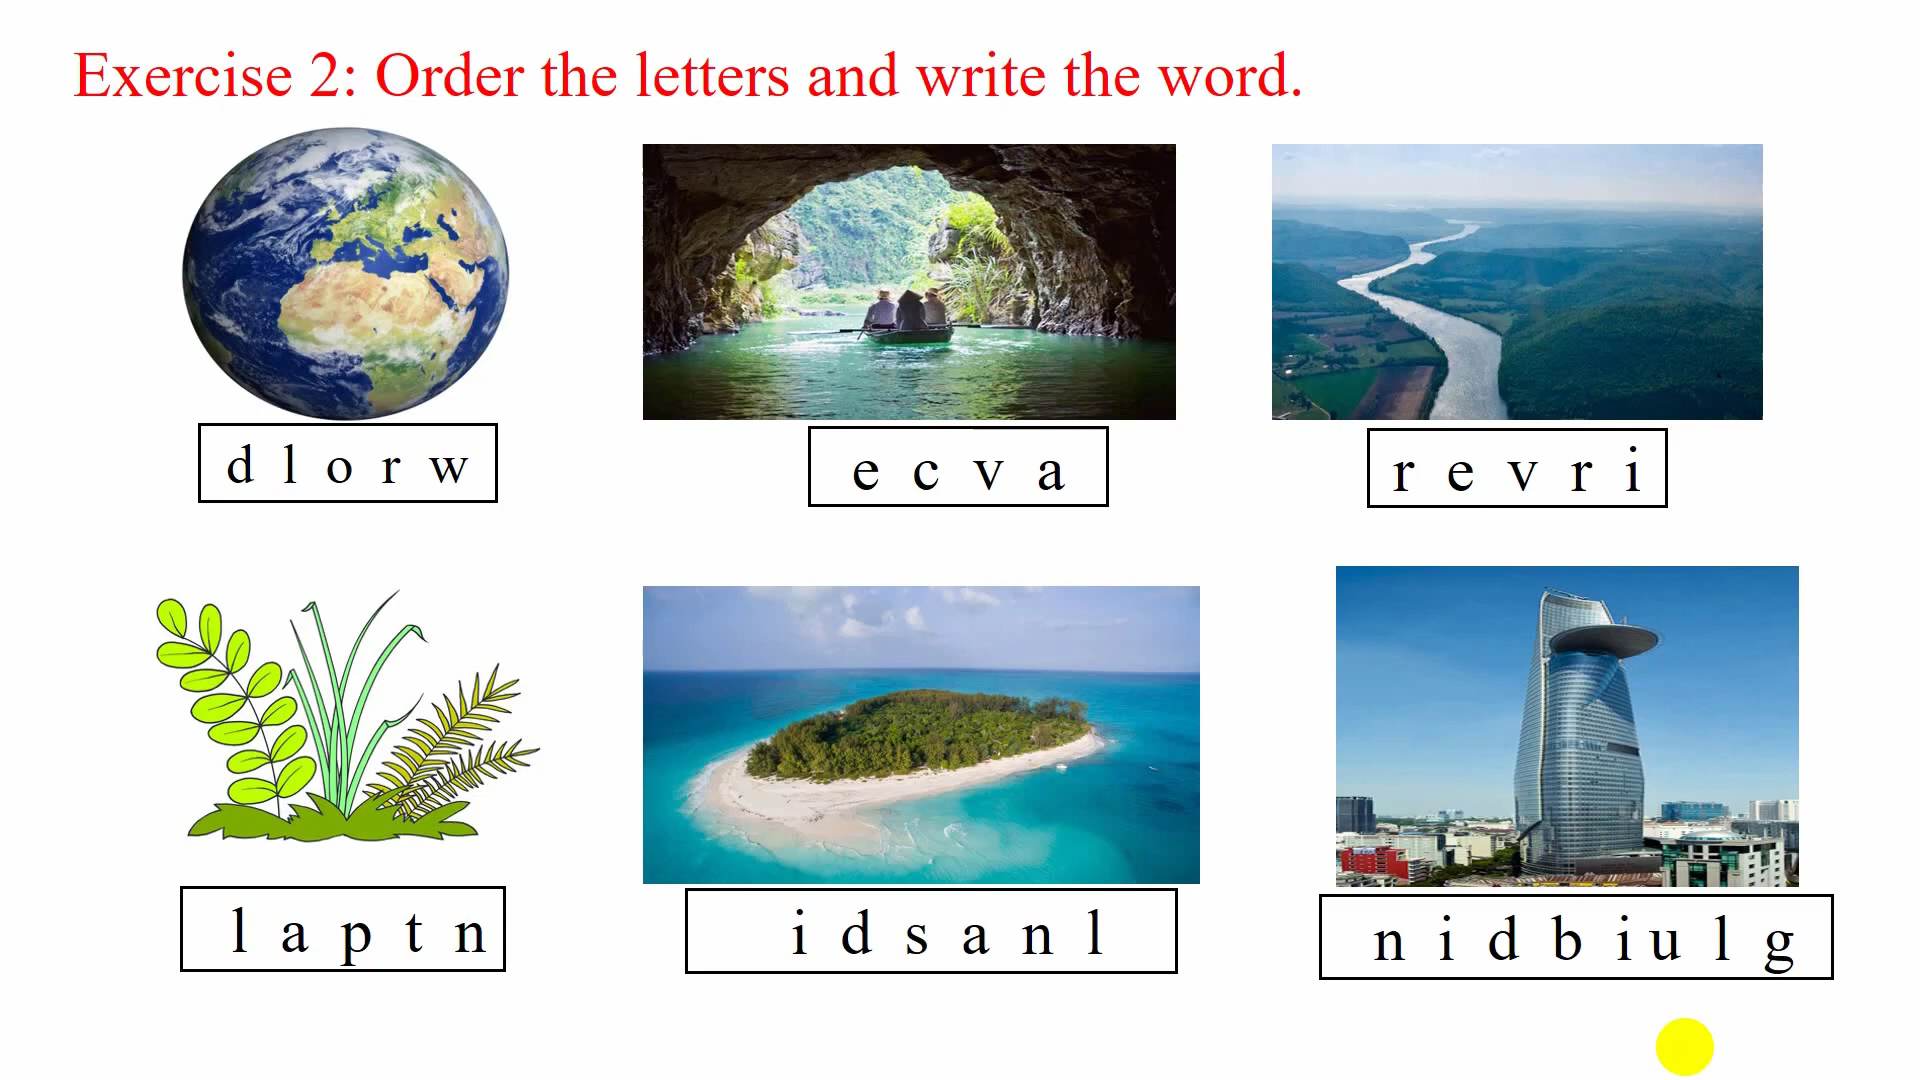 Exercise 2: Order the letters and write the word.
d l o r w
e c v a
r e v r i
l a p t n
i d s a n l
n i d b i u l g